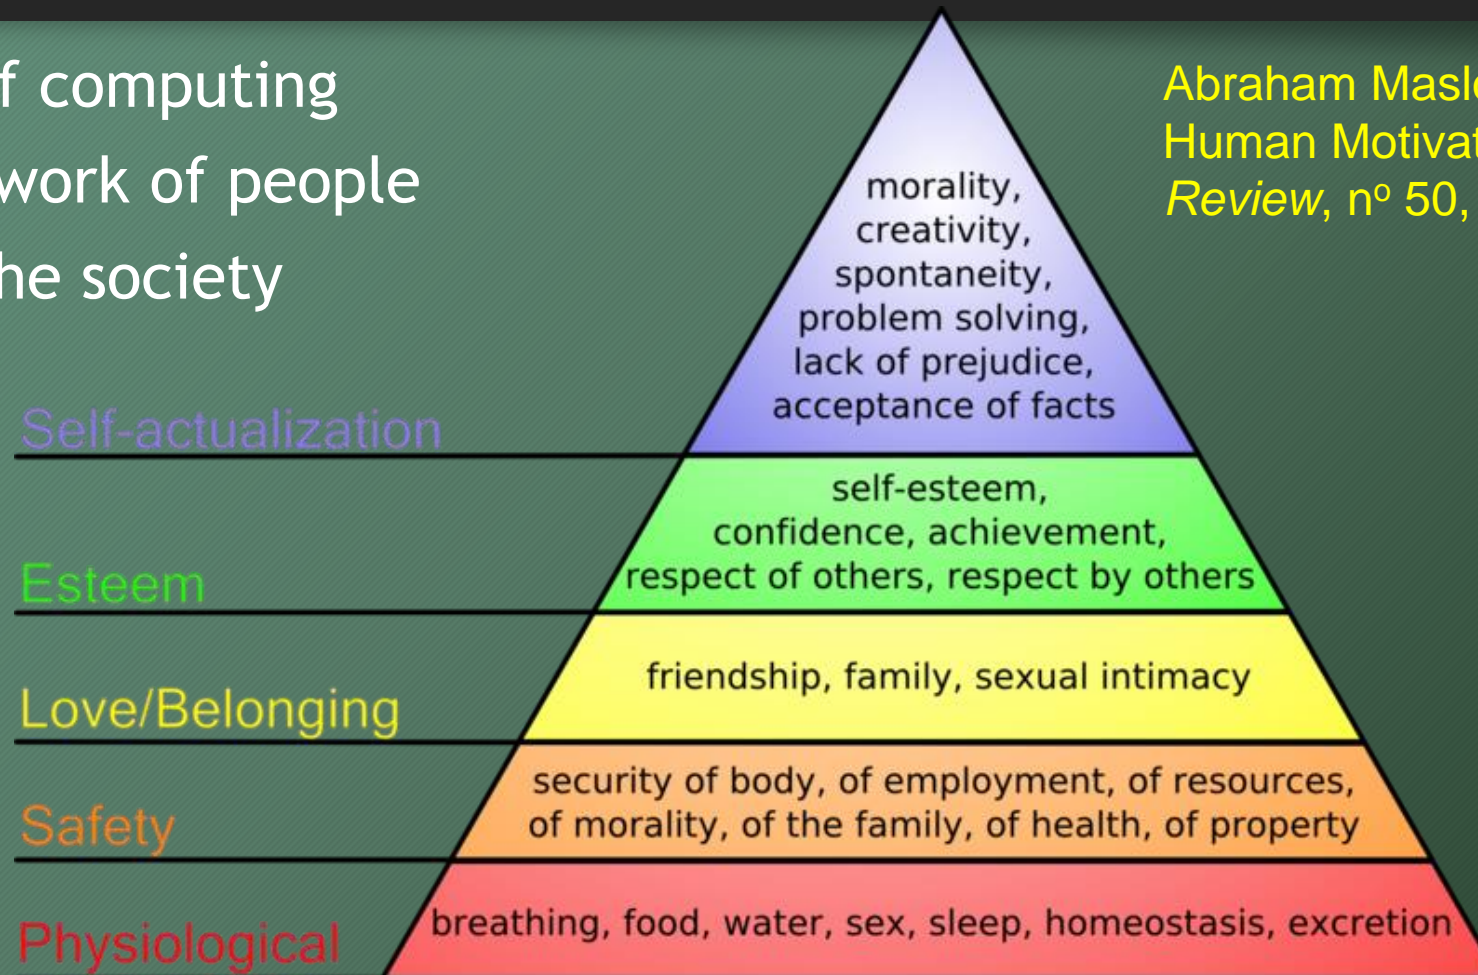 f computing
work of people
he society
Abraham Masl
Human Motivat
Review, nº 50,
morality,
creativity,
spontaneity,
problem solving,
lack of prejudice,
acceptance of facts
Self-actualization
self-esteem,
confidence, achievement,
respect of others, respect by others
Esteem
friendship, family, sexual intimacy
Love/Belonging
security of body, of employment, of resources,
of morality, of the family, of health, of property
Safety
breathing, food, water, sex, sleep, homeostasis, excretion
Physiological